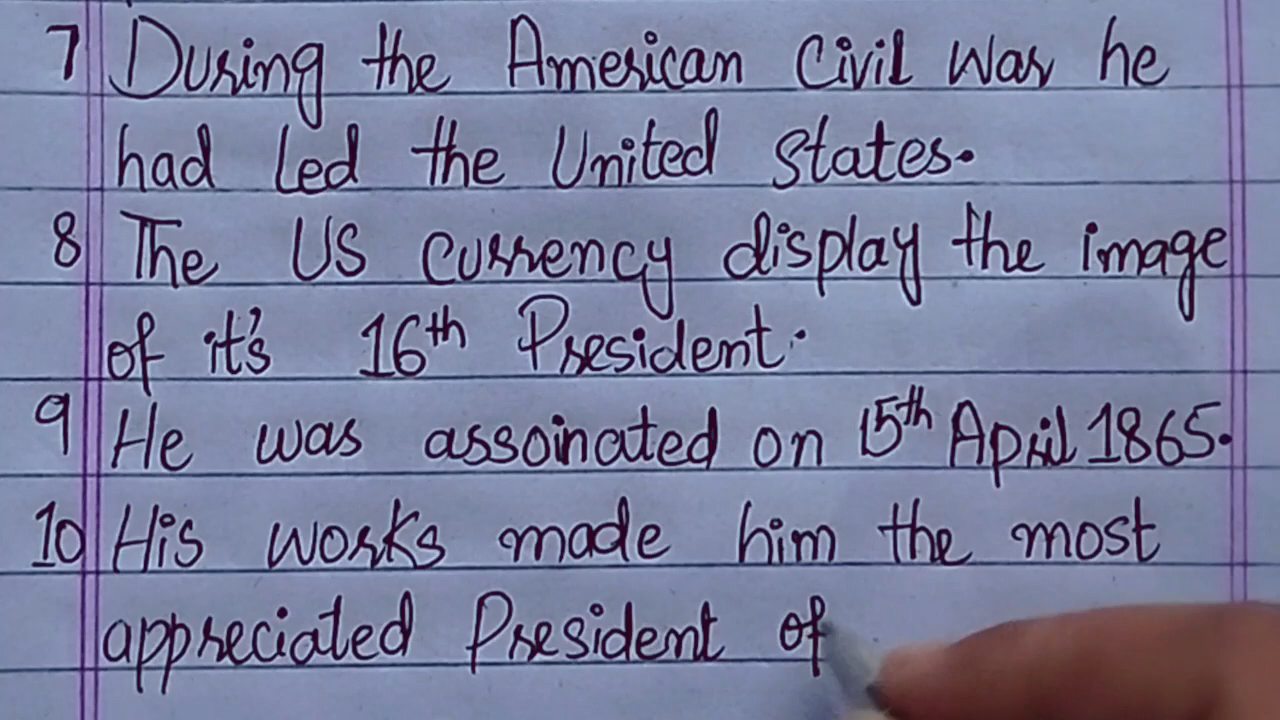 7 During the American Civil War he
had led the United States.
8 The US currency display the image
of it's 16th President.
9 He was assoinated on 15th April 1865.
10 His works made him the most
appreciated President of